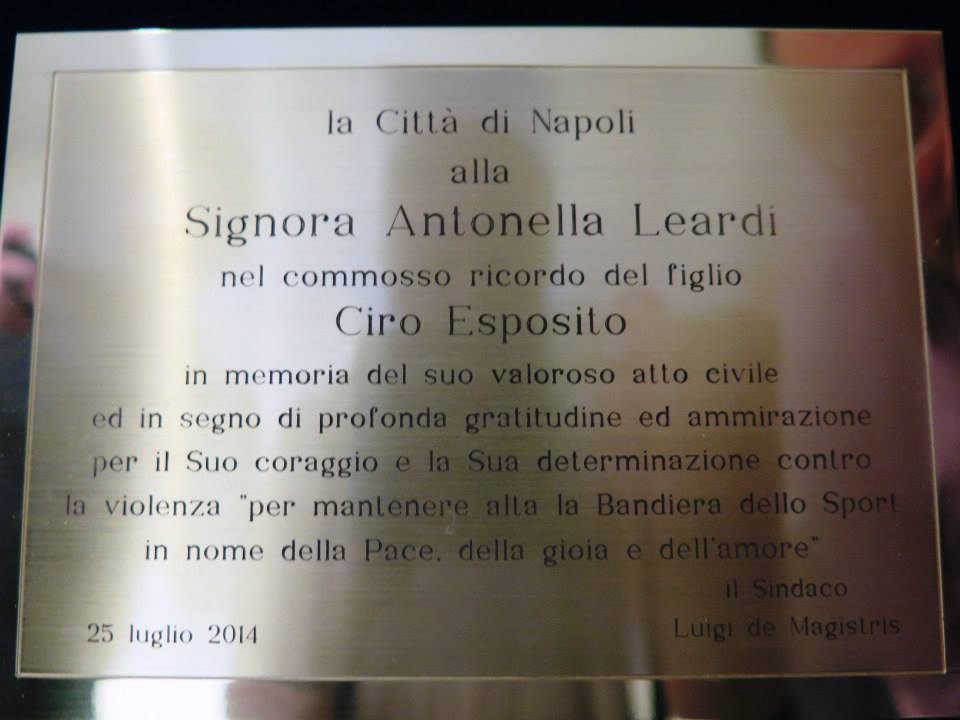 la Città di Napoli
alla
Signora Antonella Leardi
nel commosso ricordo del figlio
Ciro Esposito
in memoria del suo valoroso atto civile
ed in segno di profonda gratitudine ed ammirazione
per il Suo coraggio e la Sua determinazione contro
la violenza "per mantenere alta la Bandiera dello Sport
in nome della Pace, della gioia e dell'amore"
il Sindaco
25 luglio 2014
Luigi de Magistris